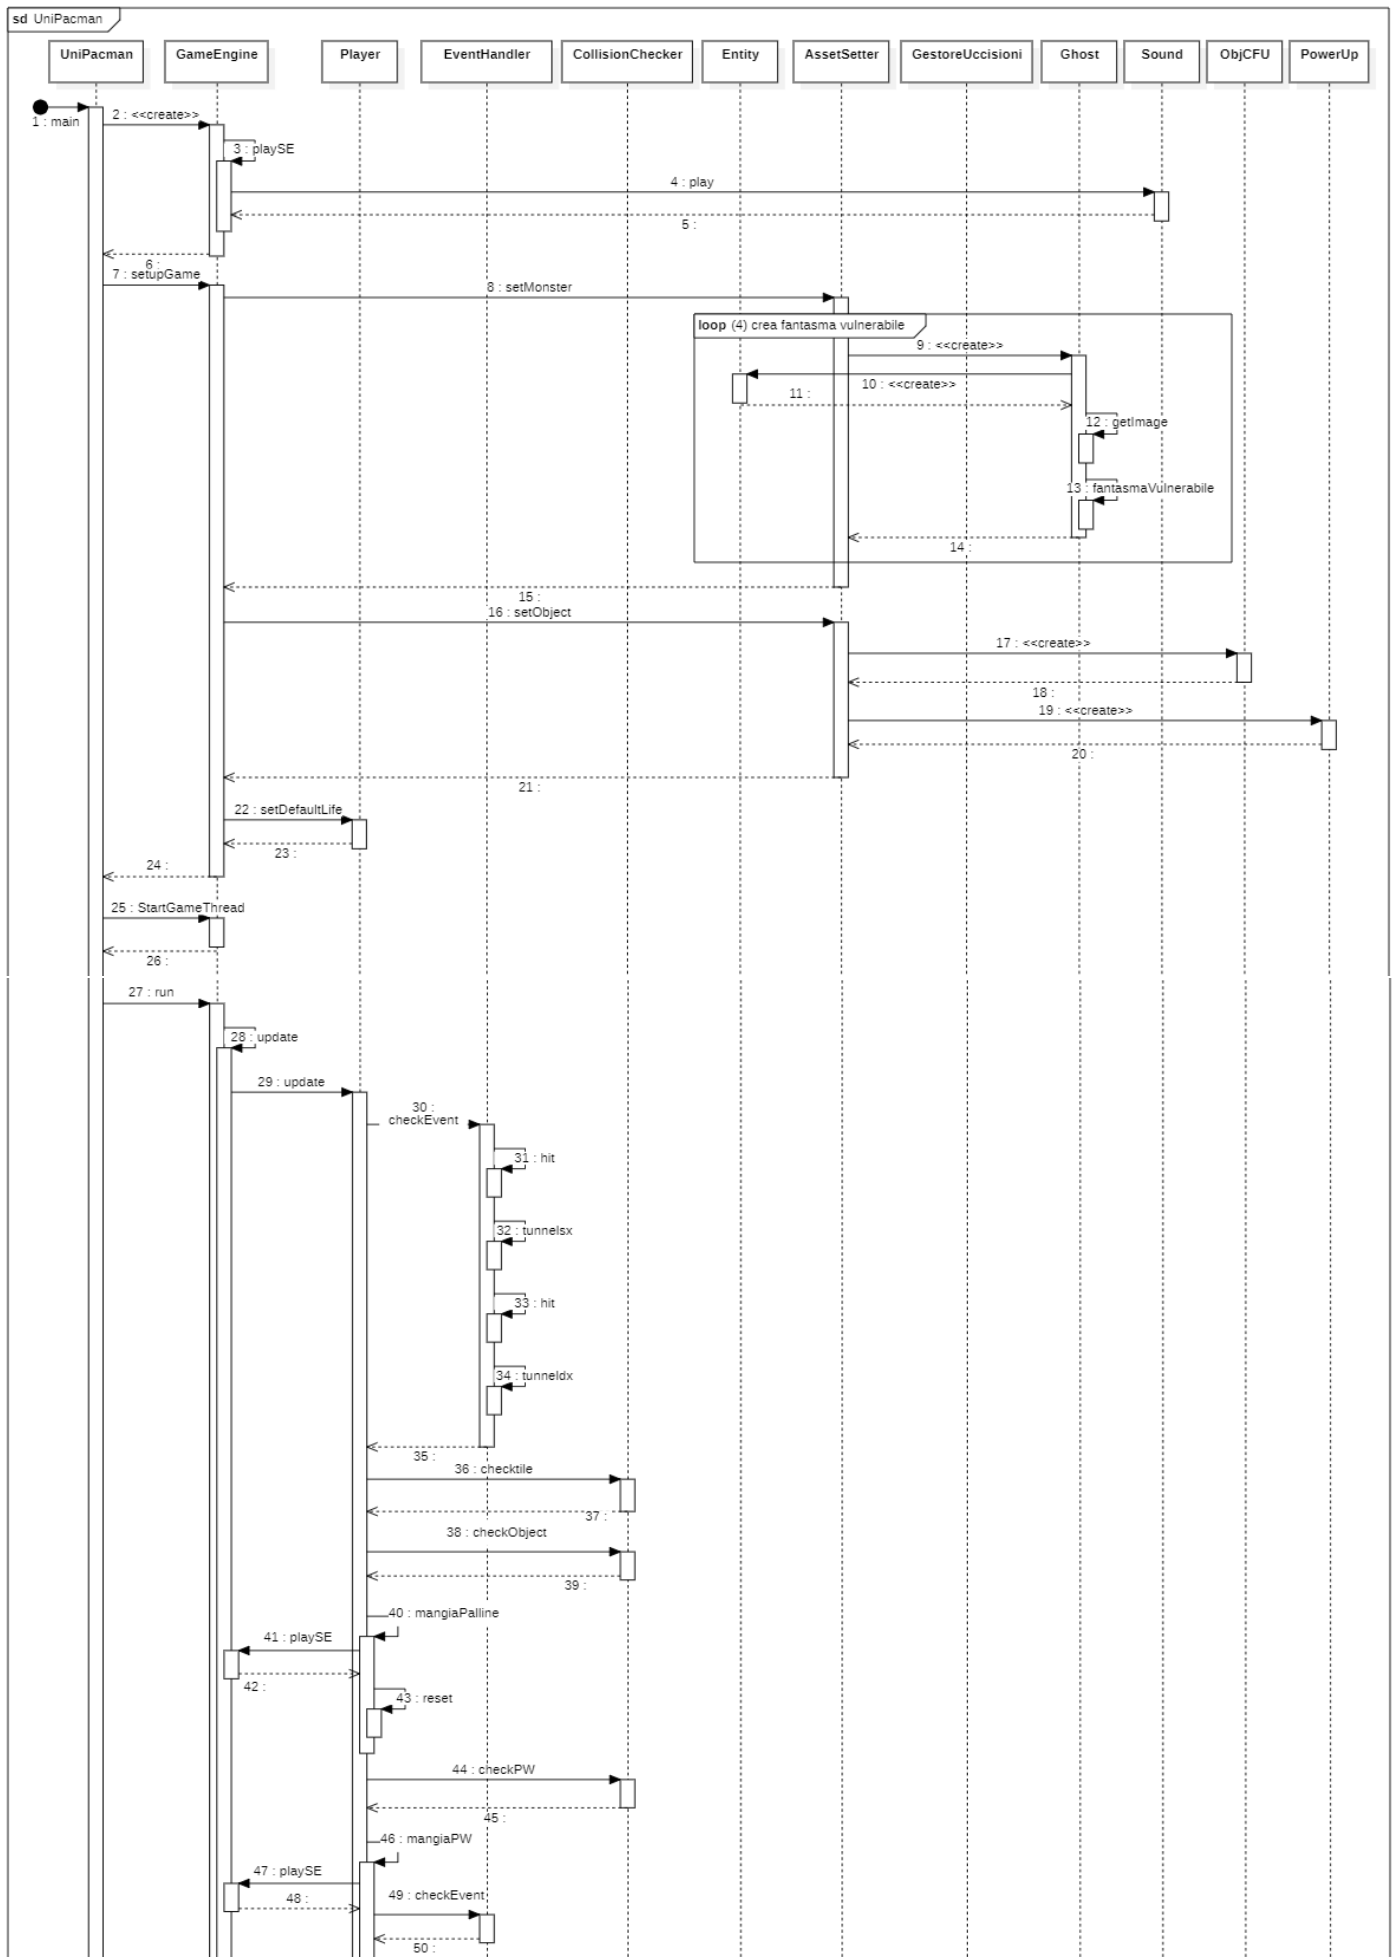 sd UniPacman
UniPacman
GameEngine
Player
EventHandler
CollisionChecker
Entity
AssetSetter
GestoreUccisioni
Ghost
Sound
ObjCFU
PowerUp
1 : main
2 : <<create>>
3 : playSE
4 : play
5 :
6 :
7 : setupGame
8 : setMonster
loop (4) crea fantasma vulnerabile
9 : <<create>>
10 : <<create>>
11 :
12 : getImage
13 : fantasmaVulnerabile
14 :
15 :
16 : setObject
17 : <<create>>
18 :
19 : <<create>>
20 :
21 :
22 : setDefaultLife
23 :
24 :
25 : StartGameThread
26 :
27 : run
28 : update
29 : update
30 :
checkEvent
31 : hit
32 : tunnelsx
33 : hit
34 : tunneldx
35 :
36 : checktile
37 :
38 : checkObject
39 :
40 : mangiaPalline
41 : playSE
42 :
43 : reset
44 : checkPW
45 :
46 : mangiaPW
47 : playSE
48 :
49 : checkEvent
50 :